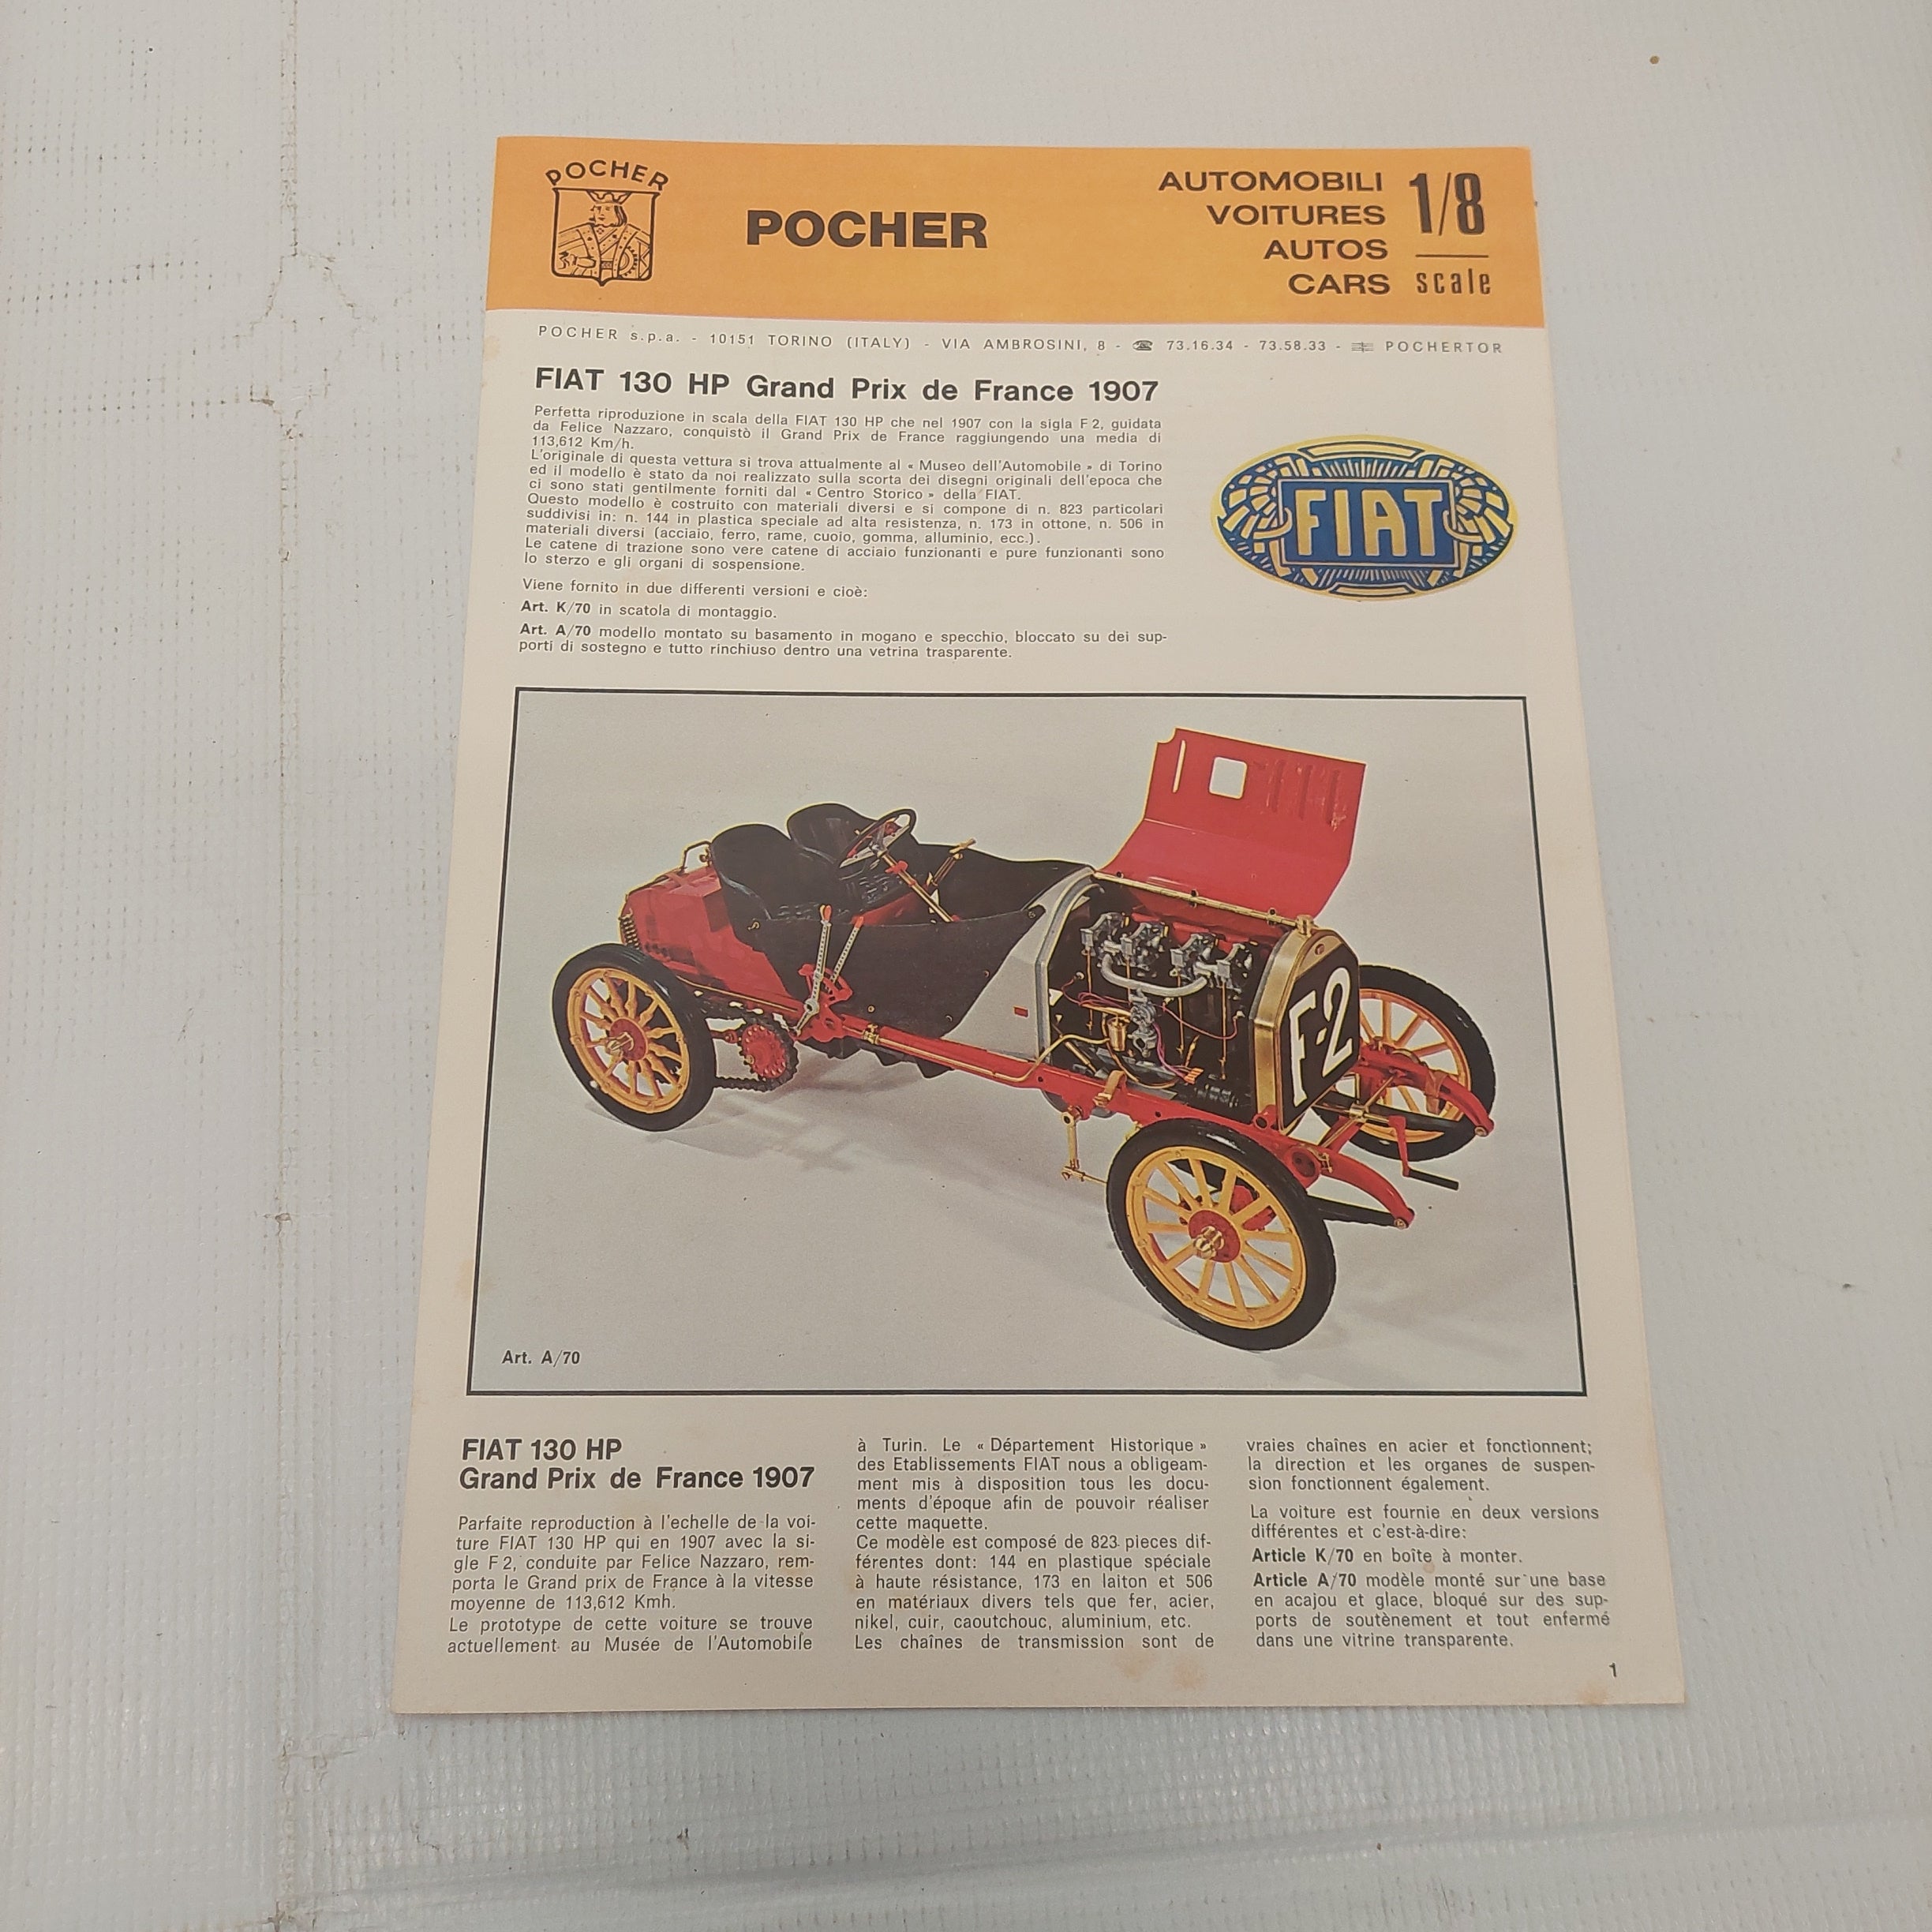 POCHER
POCHER
AUTOMOBILI
VOITURES
AUTOS
CARS
1/8
scale
POCHER s.p.a. - 10151 TORINO (ITALY) - VIA AMBROSINI, 8 - ☎ 73.16.34 - 73.58.33 - POCHERTOR
FIAT 130 HP Grand Prix de France 1907
Perfetta riproduzione in scala della FIAT 130 HP che nel 1907 con la sigla F 2, guidata
da Felice Nazzaro, conquistò il Grand Prix de France raggiungendo una media di
113,612 Km/h.
L'originale di questa vettura si trova attualmente al « Museo dell'Automobile » di Torino
ed il modello è stato da noi realizzato sulla scorta dei disegni originali dell'epoca che
ci sono stati gentilmente forniti dal « Centro Storico » della FIAT.
Questo modello è costruito con materiali diversi e si compone di n. 823 particolari
suddivisi in: n. 144 in plastica speciale ad alta resistenza, n. 173 in ottone, n. 506 in
materiali diversi (acciaio, ferro, rame, cuoio, gomma, alluminio, ecc.).
Le catene di trazione sono vere catene di acciaio funzionanti e pure funzionanti sono
lo sterzo e gli organi di sospensione.
Viene fornito in due differenti versioni e cioè:
Art. K/70 in scatola di montaggio.
Art. A/70 modello montato su basamento in mogano e specchio, bloccato su dei sup-
porti di sostegno e tutto rinchiuso dentro una vetrina trasparente.
FIAT
F-2
Art. A/70
FIAT 130 HP
Grand Prix de France 1907
Parfaite reproduction à l'echelle de la voi-
ture FIAT 130 HP qui en 1907 avec la si-
gle F 2, conduite par Felice Nazzaro, rem-
porta le Grand prix de France à la vitesse
moyenne de 113,612 Kmh.
Le prototype de cette voiture se trouve
actuellement au Musée de l'Automobile
à Turin. Le « Département Historique »
des Etablissements FIAT nous a obligeam-
ment mis à disposition tous les docu-
ments d'époque afin de pouvoir réaliser
cette maquette.
Ce modèle est composé de 823 pieces dif-
férentes dont: 144 en plastique spéciale
à haute résistance, 173 en laiton et 506
en matériaux divers tels que fer, acier,
nikel, cuir, caoutchouc, aluminium, etc.
Les chaînes de transmission sont de
vraies chaînes en acier et fonctionnent;
la direction et les organes de suspen-
sion fonctionnent également.
La voiture est fournie en deux versions
différentes et c'est-à-dire:
Article K/70 en boîte à monter.
Article A/70 modèle monté sur une base
en acajou et glace, bloqué sur des sup-
ports de soutènement et tout enfermé
dans une vitrine transparente.
1